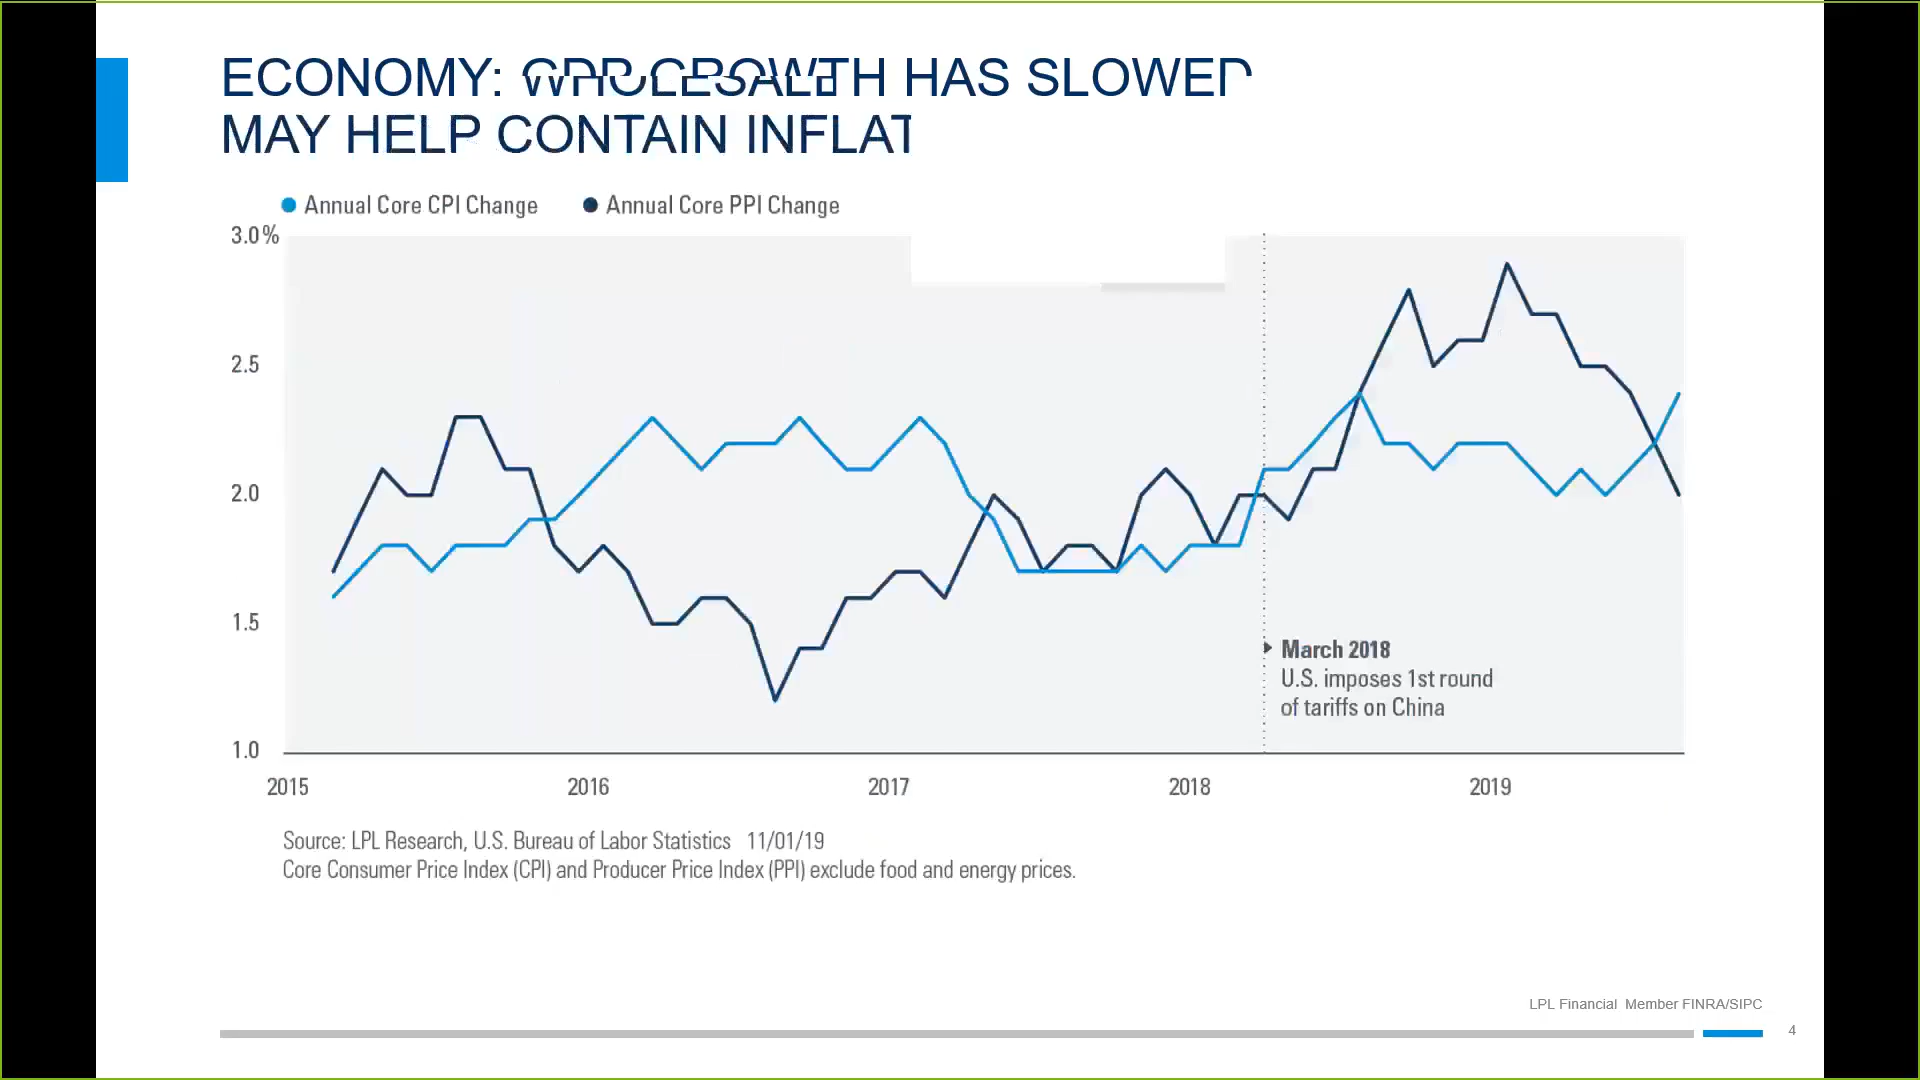 ECONOMY: HAS SLOWED
MAY HELP CONTAIN INFLAT
Annual Core CPI Change Annual Core PPI Change
3.0%
2.5
2.0
1.5
1.0
March 2018
U.S. imposes 1st round
of tariffs on China
2015 2016 2017 2018 2019
Source: LPL Research, U.S. Bureau of Labor Statistics 11/01/19
Core Consumer Price Index (CPI) and Producer Price Index (PPI) exclude food and energy prices.
LPL Financial Member FINRA/SIPC
4